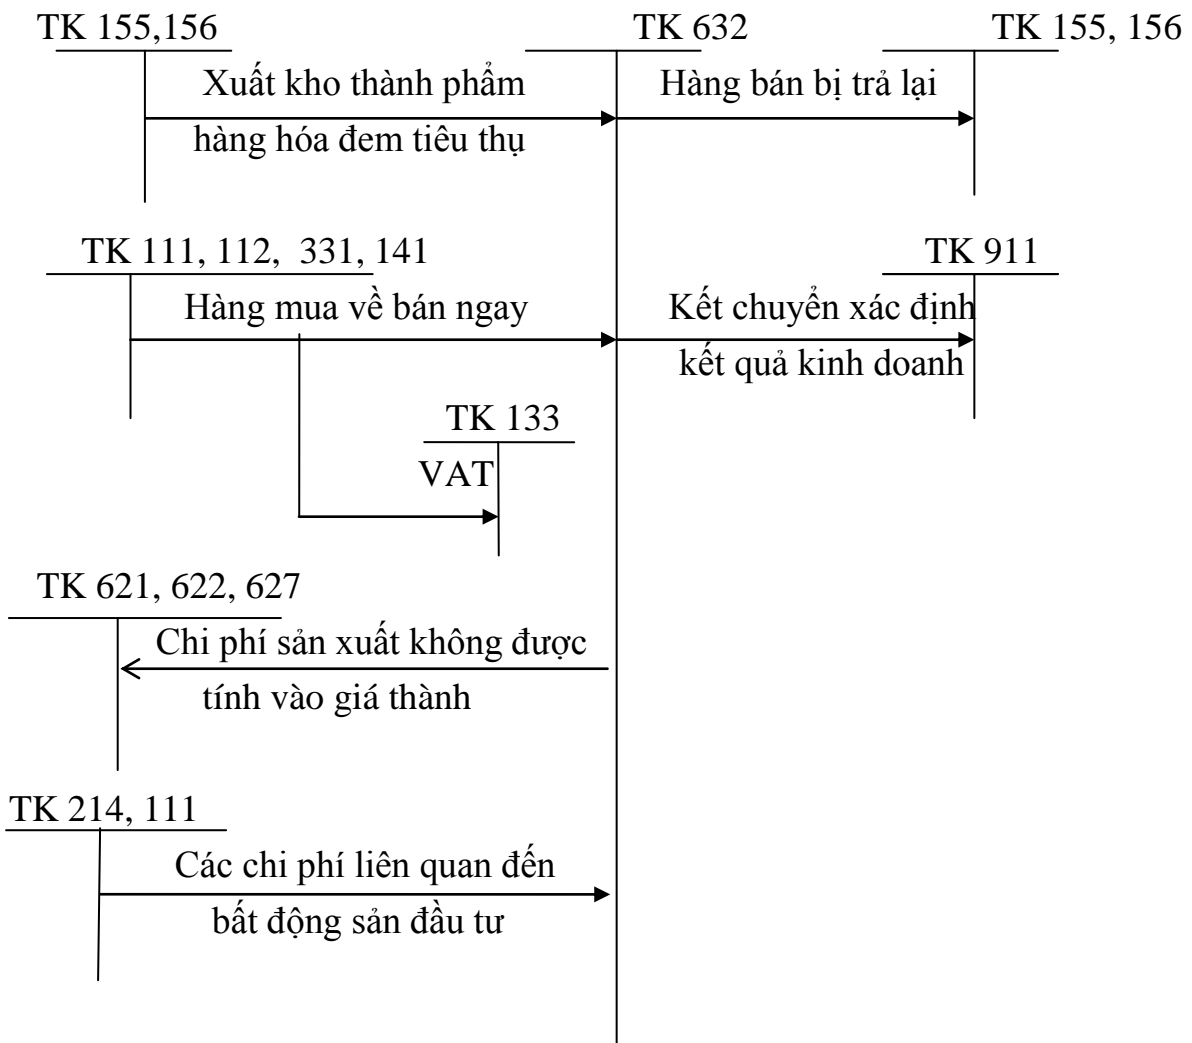 TK 155,156
TK 632
TK 155, 156
Xuất kho thành phẩm
hàng hóa đem tiêu thụ
Hàng bán bị trả lại
TK 111, 112, 331, 141
TK 911
Hàng mua về bán ngay
Kết chuyển xác định
kết quả kinh doanh
TK 133
VAT
TK 621, 622, 627
Chi phí sản xuất không được
tính vào giá thành
TK 214, 111
Các chi phí liên quan đến
bất động sản đầu tư